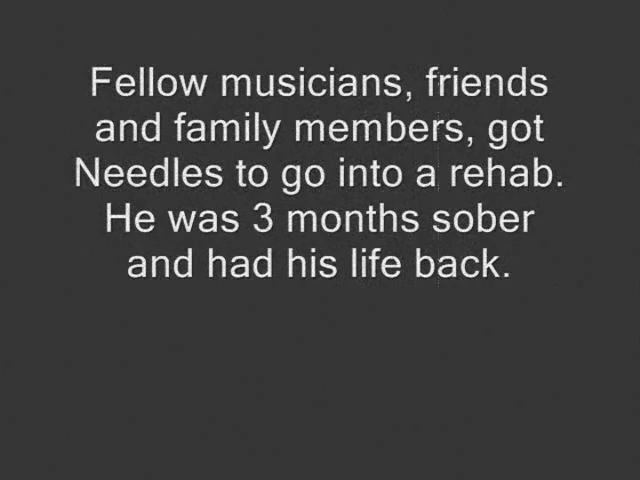 Fellow musicians, friends
and family members, got
Needles to go into a rehab.
He was 3 months sober
and had his life back.